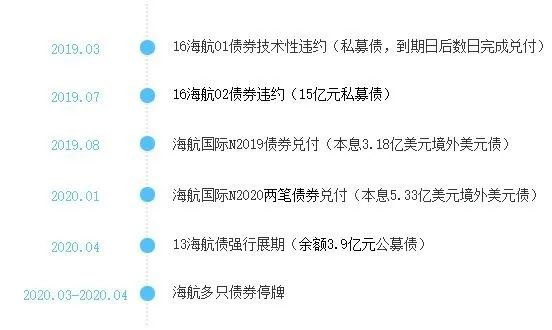 2019.03 16海航01债券技术性违约（私募债，到期日后数日完成兑付）
2019.07 16海航02债券违约（15亿元私募债）
2019.08 海航国际N2019债券兑付（本息3.18亿美元境外美元债）
2020.01 海航国际N2020两笔债券兑付（本息5.33亿美元境外美元债）
2020.04 13海航债强行展期（余额3.9亿元公募债）
2020.03-2020.04 海航多只债券停牌